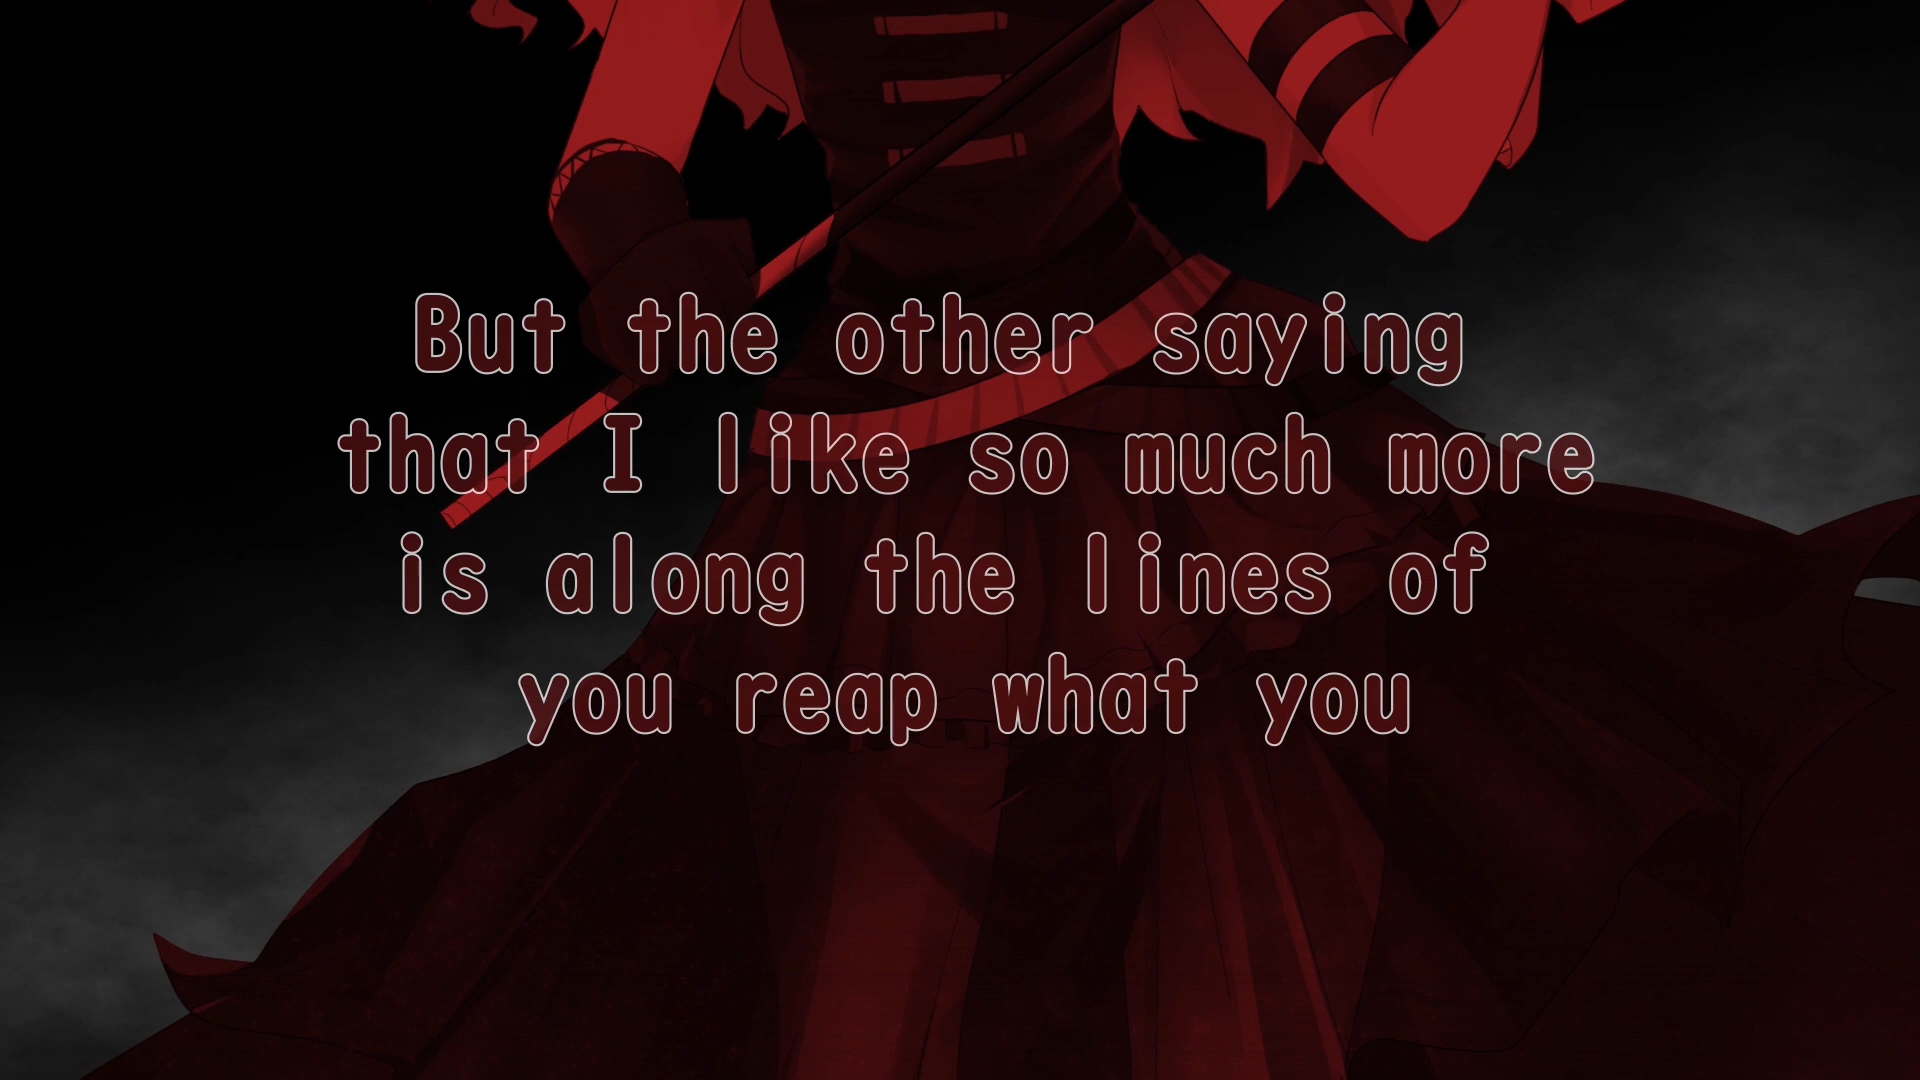 But the other saying
that I like so much more
is along the lines of
you reap what you